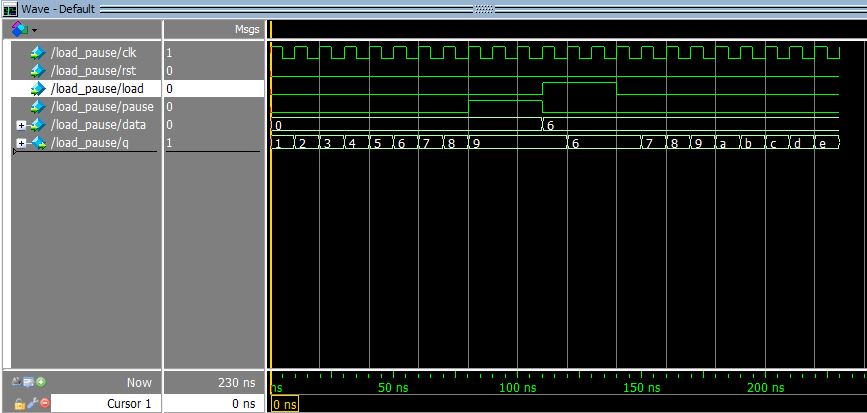 Wave - Default
Msgs
/load_pause/clk 1
/load_pause/rst 0
/load_pause/load 0
/load_pause/pause 0
/load_pause/data 0 0 6
/load_pause/q 1 1 2 3 4 5 6 7 8 9 6 7 8 9 a b c d e
Now 230 ns ns 50 ns 100 ns 150 ns 200 ns
Cursor 1 0 ns 0 ns